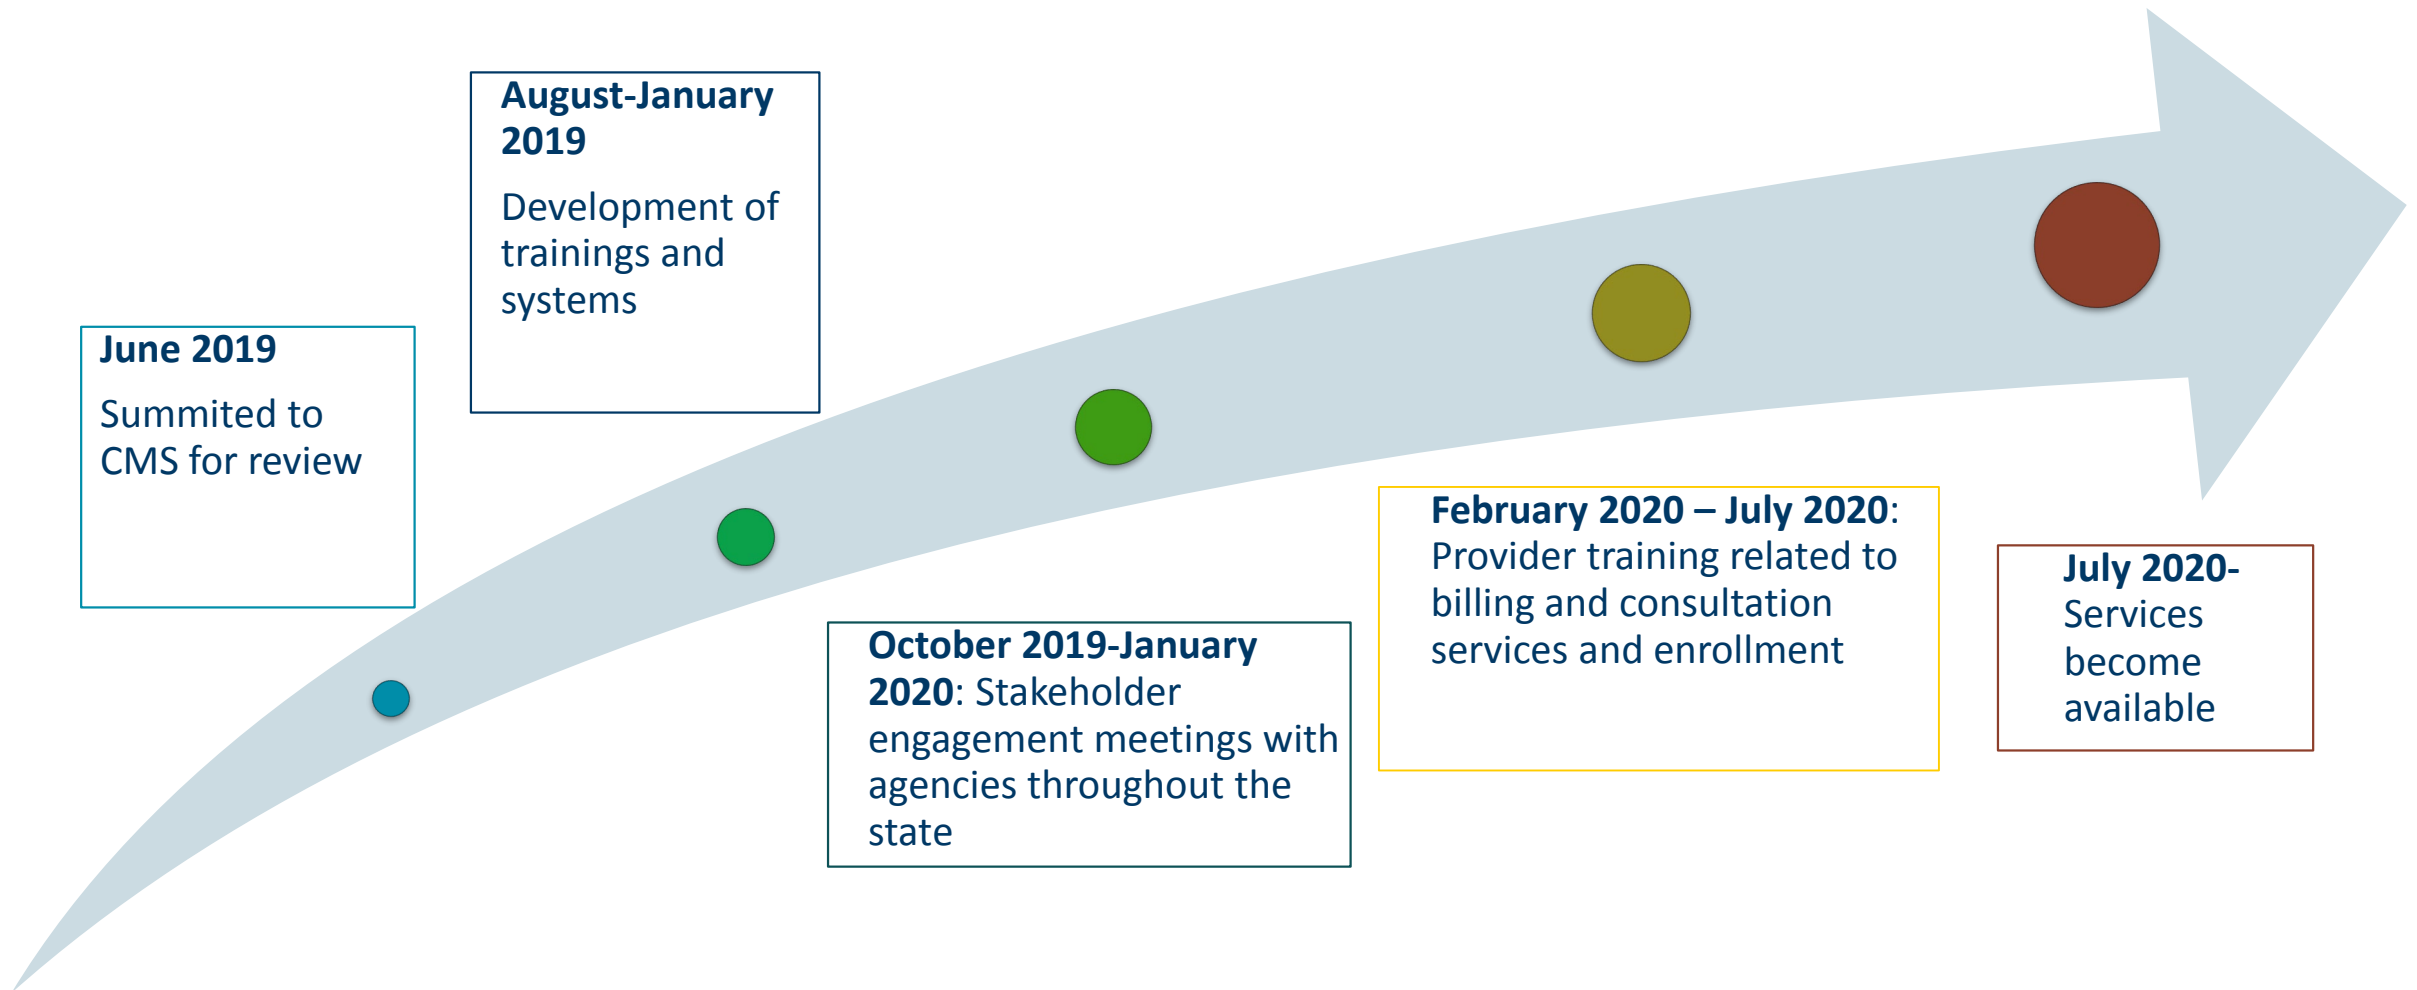 June 2019
Summited to
CMS for review
August-January
2019
Development of
trainings and
systems
October 2019-January
2020: Stakeholder
engagement meetings with
agencies throughout the
state
February 2020 – July 2020:
Provider training related to
billing and consultation
services and enrollment
July 2020-
Services
become
available